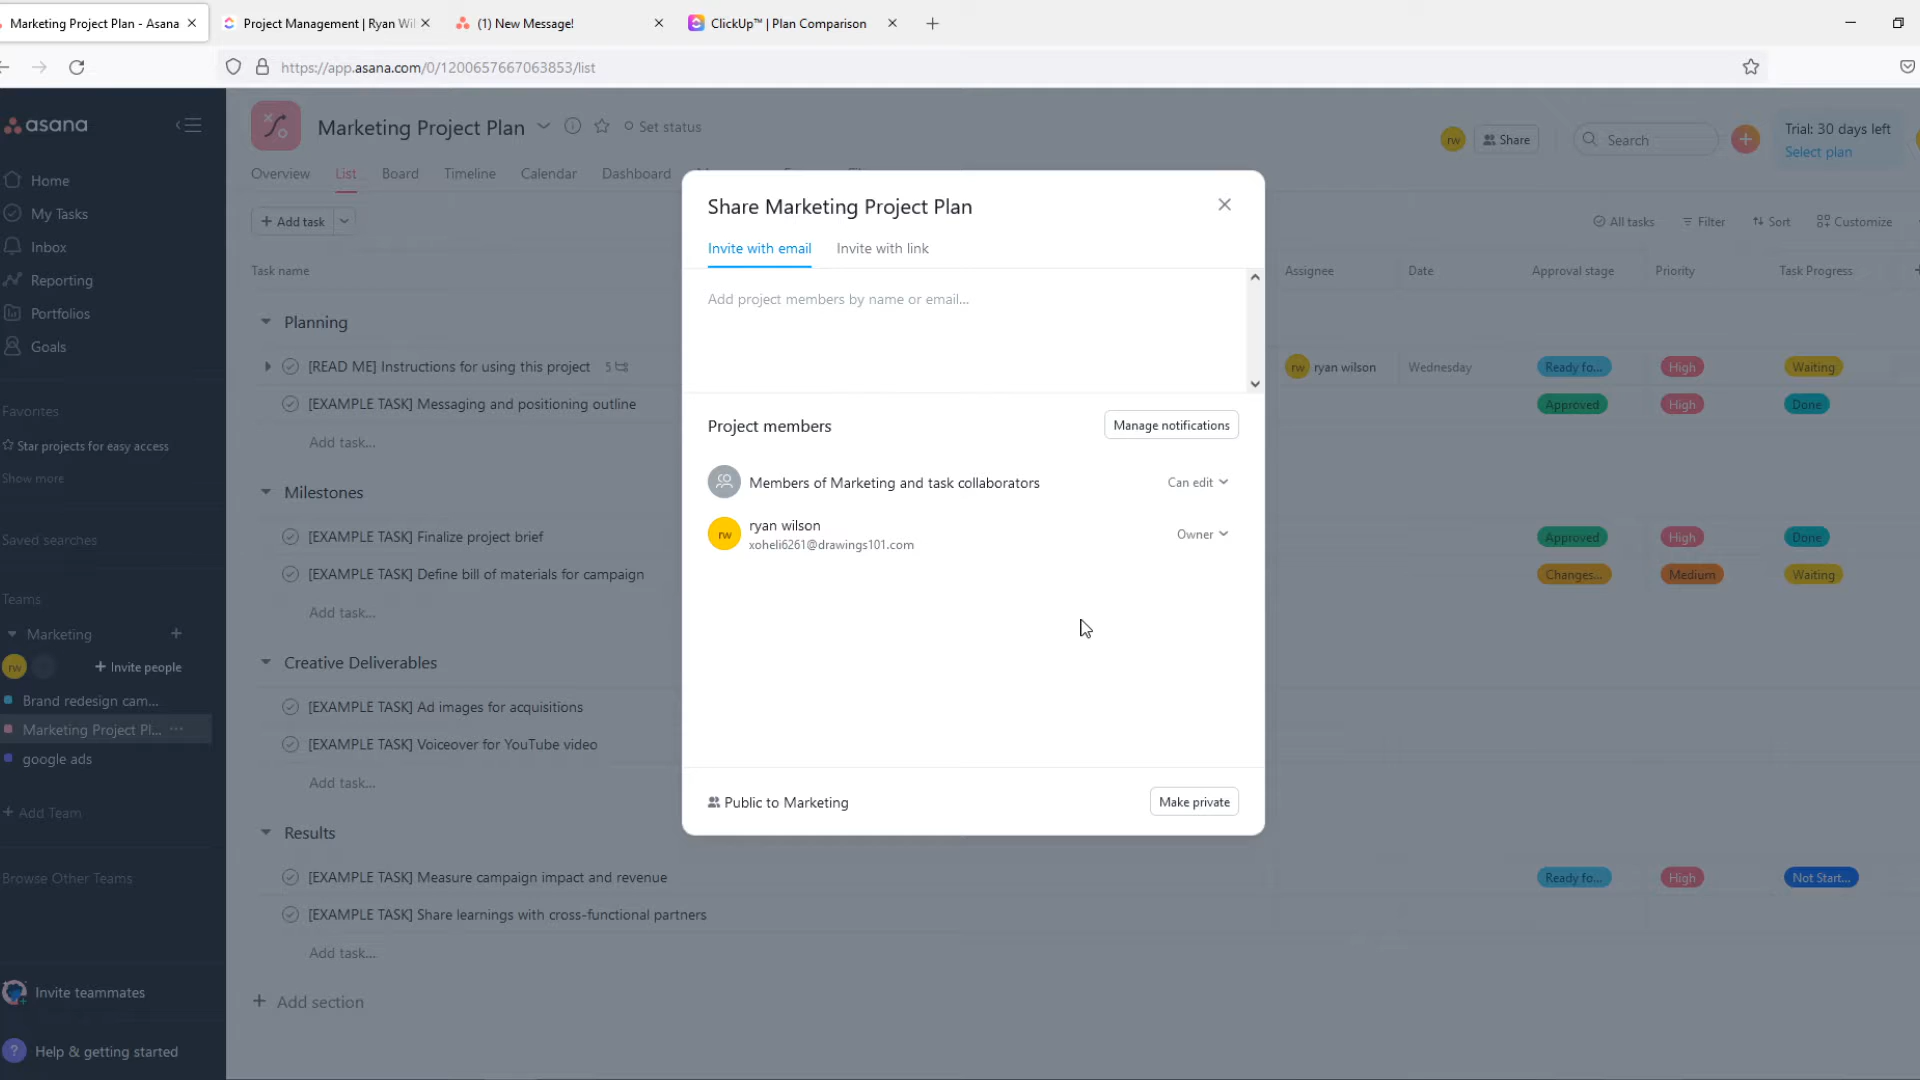 Marketing Project Plan - Asana
Project Management | Ryan Wil
(1) New Message!
ClickUp™ | Plan Comparison
https://app.asana.com/0/1200657667063853/list
asana
Home
My Tasks
Inbox
Reporting
Portfolios
Goals
Favorites
Star projects for easy access
Show more
Saved searches
Teams
Marketing
rw
Invite people
Brand redesign cam...
Marketing Project Pl...
google ads
+ Add Team
Browse Other Teams
Invite teammates
? Help & getting started
Marketing Project Plan
Set status
rw
Share
Search
Trial: 30 days left
Select plan
Overview
List
Board
Timeline
Calendar
Dashboard
+ Add task
All tasks
Filter
Sort
Customize
Task name
Assignee
Date
Approval stage
Priority
Task Progress
Planning
[READ ME] Instructions for using this project 5
rw ryan wilson
Wednesday
Ready fo...
High
Waiting
[EXAMPLE TASK] Messaging and positioning outline
Approved
High
Done
Add task...
Milestones
[EXAMPLE TASK] Finalize project brief
Approved
High
Done
[EXAMPLE TASK] Define bill of materials for campaign
Changes...
Medium
Waiting
Add task...
Creative Deliverables
[EXAMPLE TASK] Ad images for acquisitions
[EXAMPLE TASK] Voiceover for YouTube video
Add task...
Results
[EXAMPLE TASK] Measure campaign impact and revenue
Ready fo...
High
Not Start...
[EXAMPLE TASK] Share learnings with cross-functional partners
Add task...
+ Add section
Share Marketing Project Plan
Invite with email
Invite with link
Add project members by name or email...
Project members
Manage notifications
Members of Marketing and task collaborators
Can edit
rw
ryan wilson
xoheli6261@drawings101.com
Owner
Public to Marketing
Make private